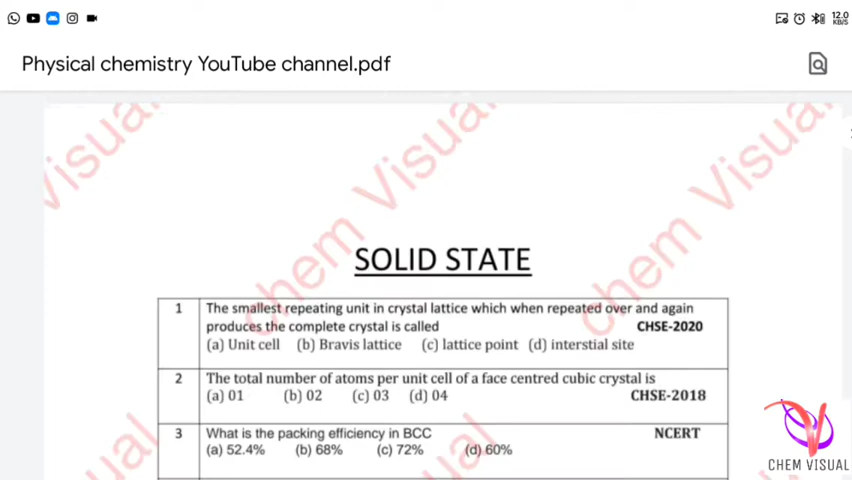 12.0
KB/S
Physical chemistry YouTube channel.pdf
chem Visual
chem Visual
SOLID STATE
1 The smallest repeating unit in crystal lattice which when repeated over and again
produces the complete crystal is called CHSE-2020
(a) Unit cell (b) Bravis lattice (c) lattice point (d) interstial site
2 The total number of atoms per unit cell of a face centred cubic crystal is
(a) 01 (b) 02 (c) 03 (d) 04 CHSE-2018
3 What is the packing efficiency in BCC NCERT
(a) 52.4% (b) 68% (c) 72% (d) 60%
CHEM VISUAL